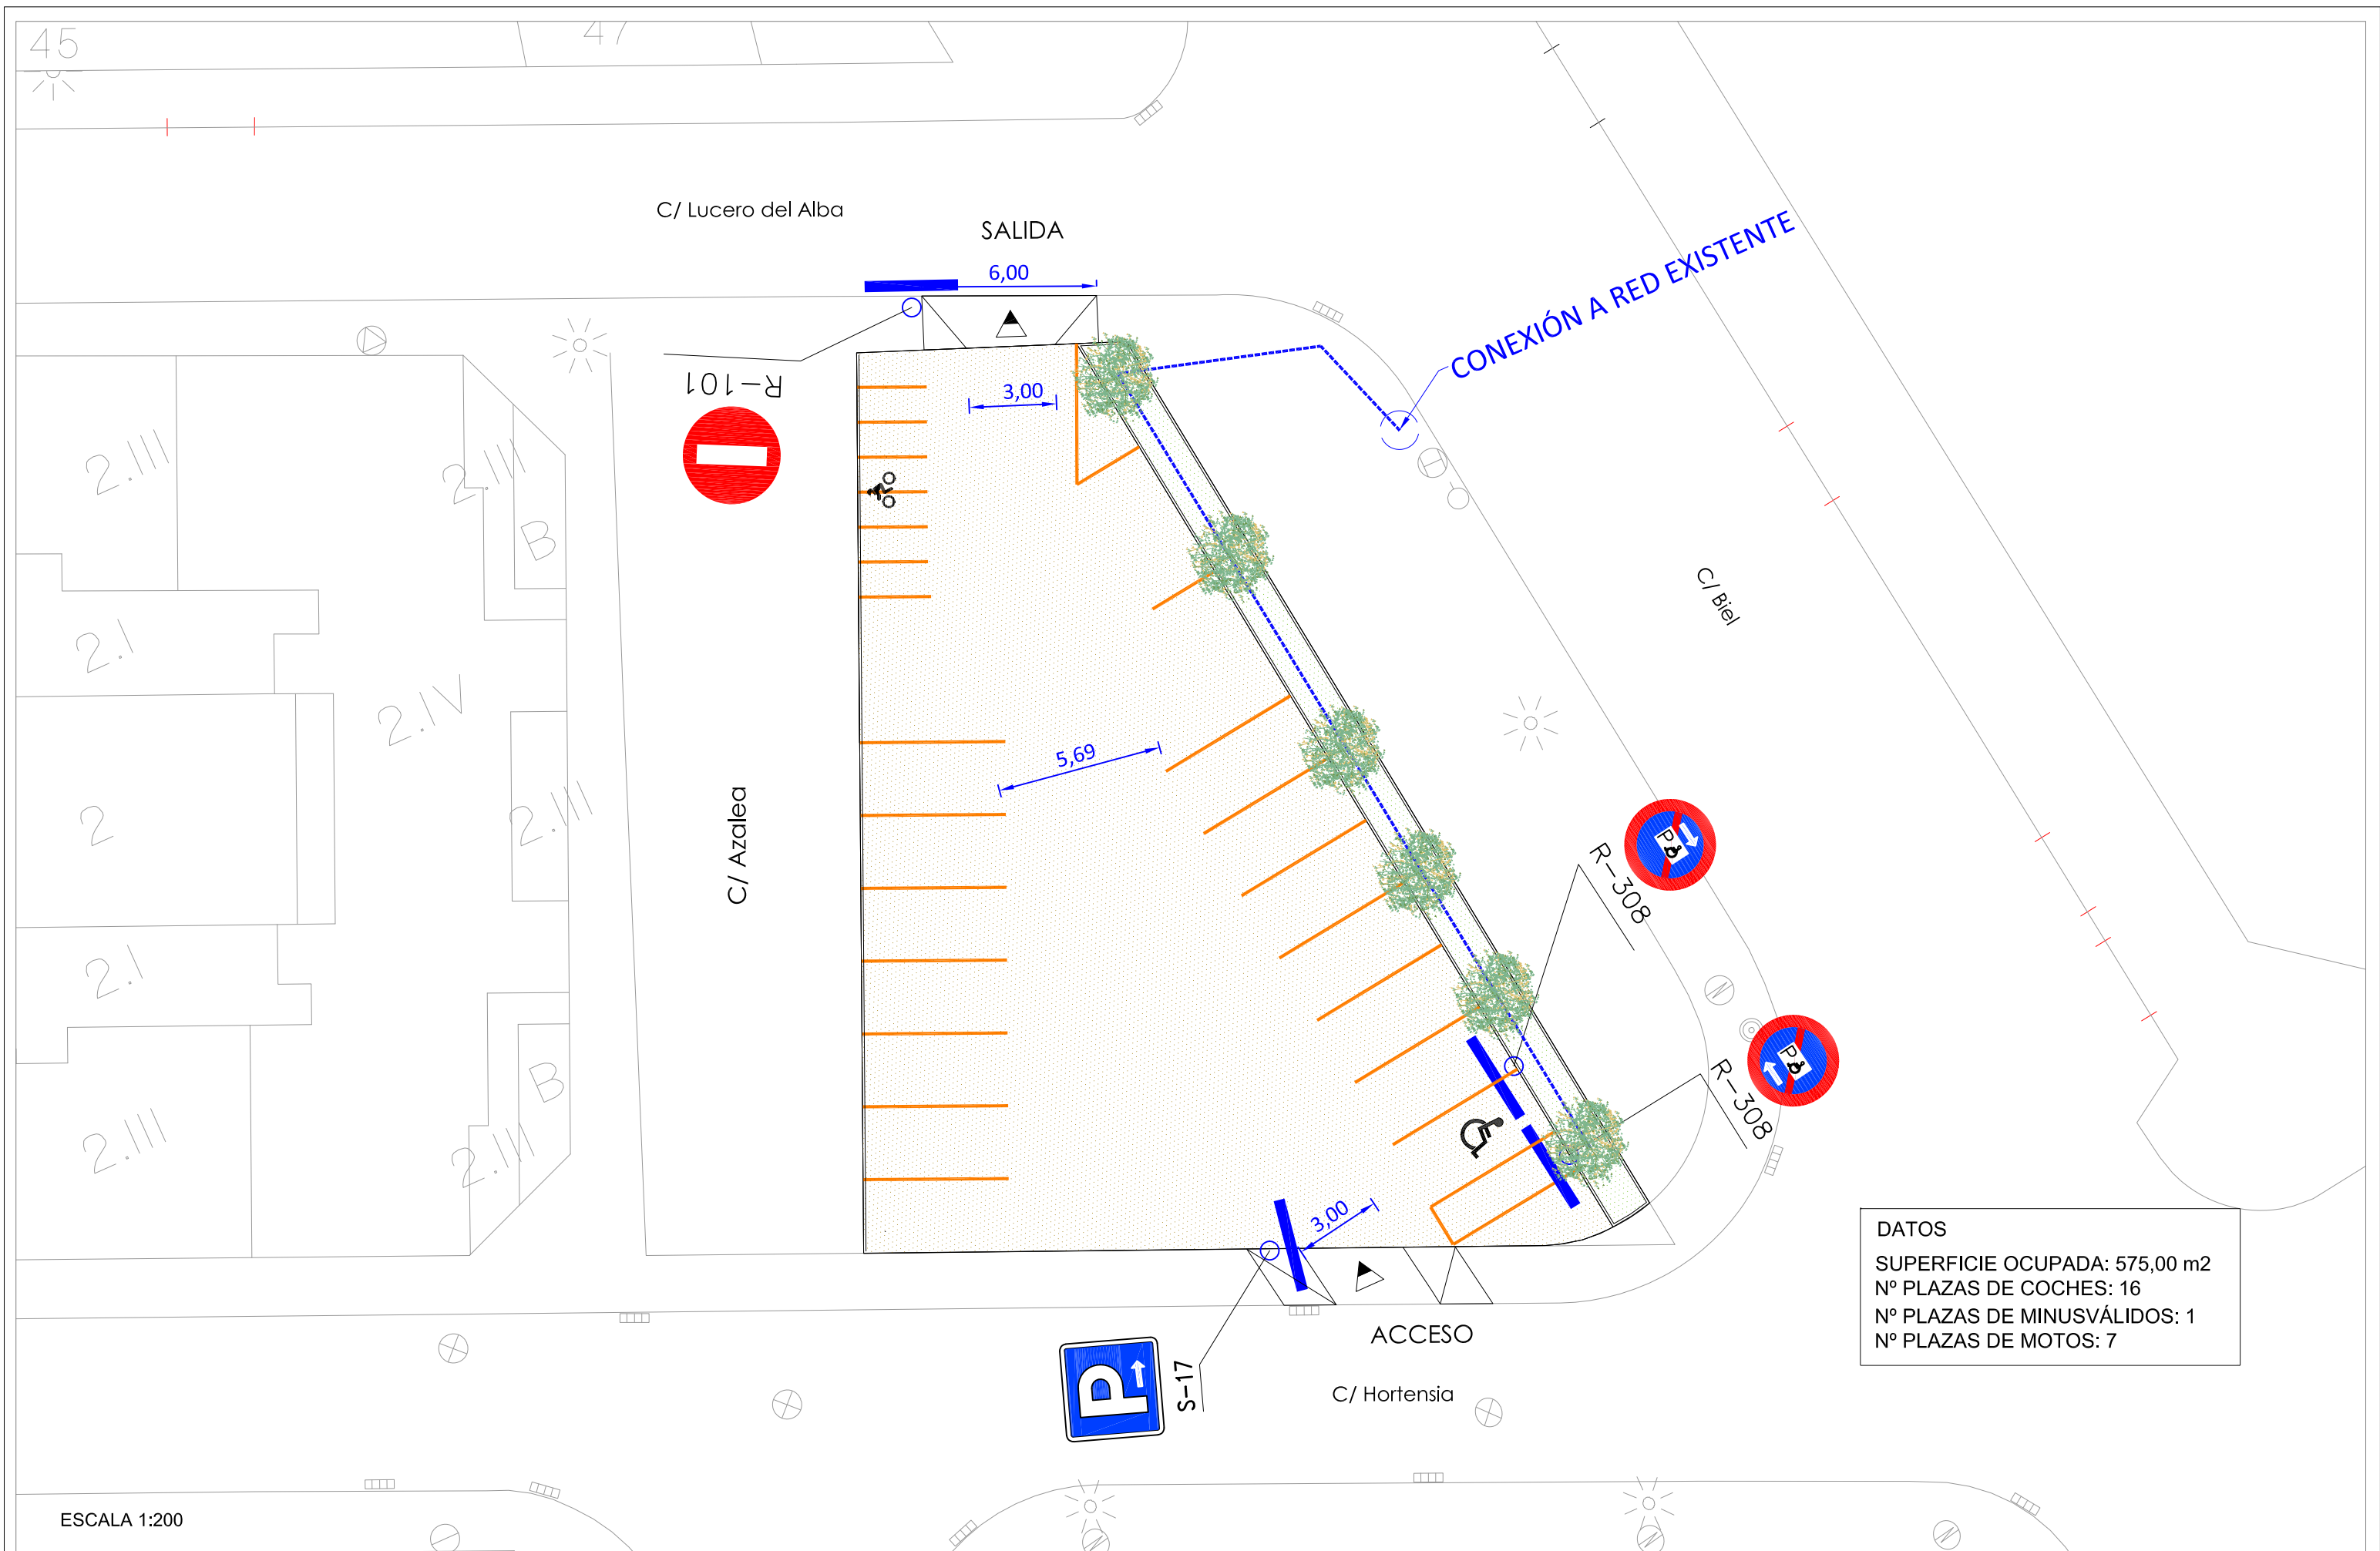 45
47
C/ Lucero del Alba
SALIDA
6,00
CONEXIÓN A RED EXISTENTE
R-101
3,00
2.III
2.III
B
C/ Biel
2.I
2.IV
5,69
2
2.III
C/ Azalea
P
R-308
2.I
P
R-308
B
2.III
2.III
3,00
DATOS
SUPERFICIE OCUPADA: 575,00 m2
Nº PLAZAS DE COCHES: 16
Nº PLAZAS DE MINUSVÁLIDOS: 1
Nº PLAZAS DE MOTOS: 7
ACCESO
P
S-17
C/ Hortensia
ESCALA 1:200